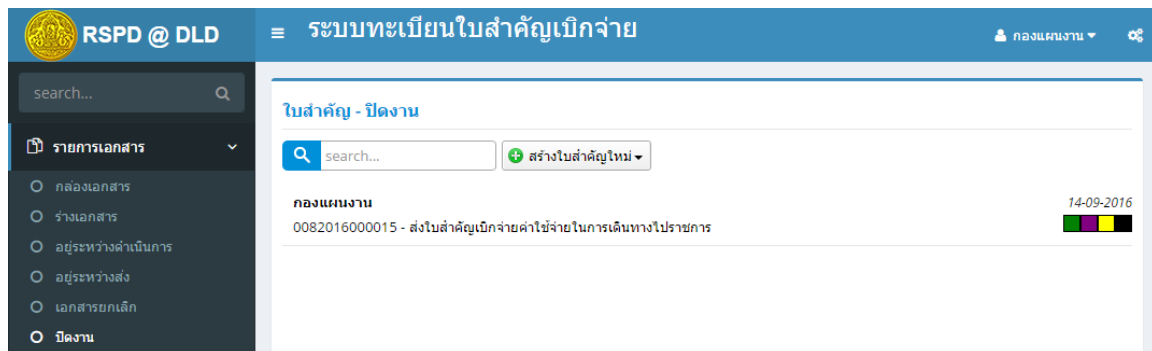 RSPD @ DLD
ระบบทะเบียนใบสำคัญเบิกจ่าย
กองแผนงาน
search...
รายการเอกสาร
กล่องเอกสาร
ร่างเอกสาร
อยู่ระหว่างดำเนินการ
อยู่ระหว่างส่ง
เอกสารยกเลิก
ปิดงาน
ใบสำคัญ - ปิดงาน
search...
สร้างใบสำคัญใหม่
กองแผนงาน
14-09-2016
0082016000015 - ส่งใบสำคัญเบิกจ่ายค่าใช้จ่ายในการเดินทางไปราชการ